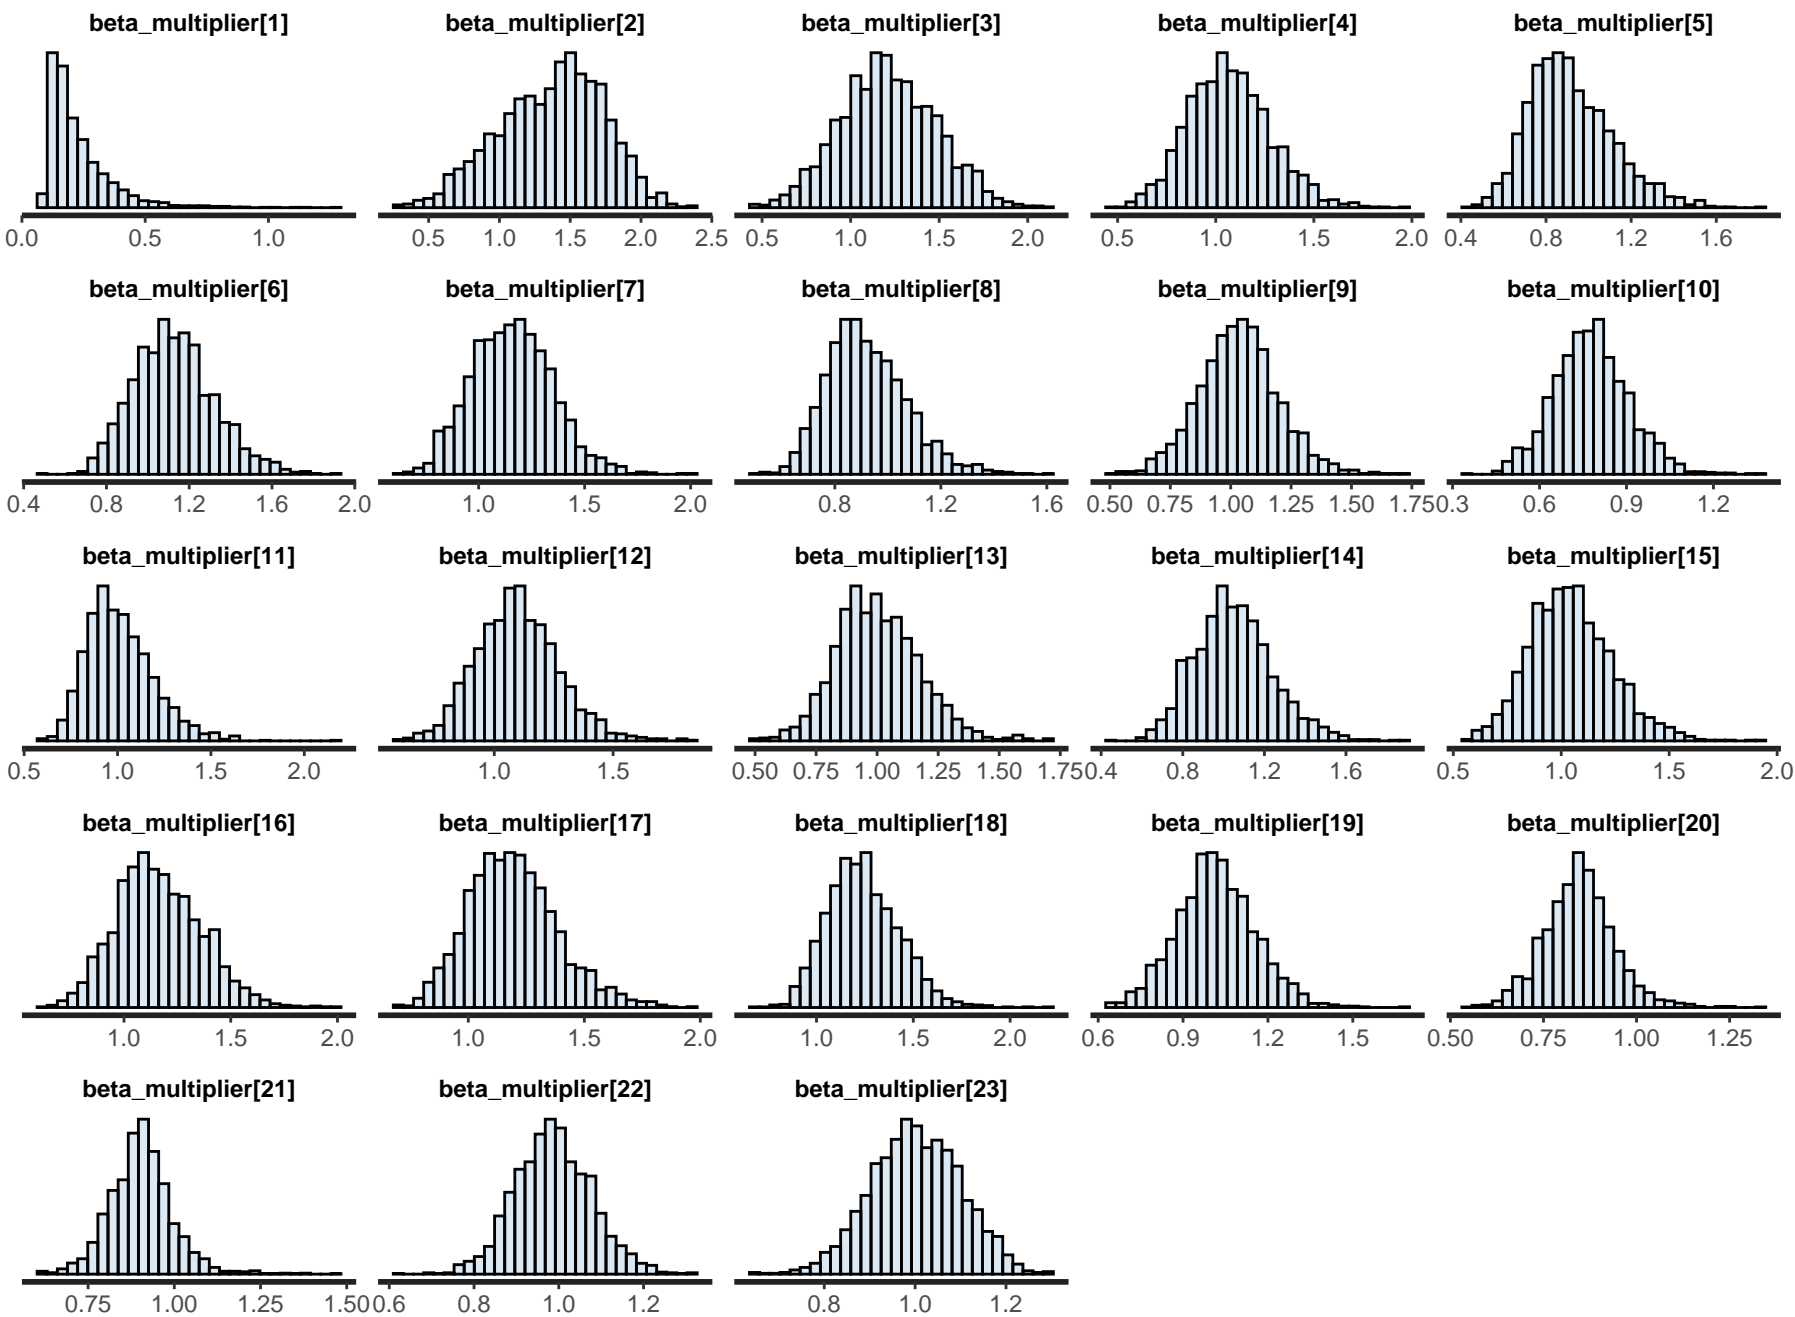 beta_multiplier[1] beta_multiplier[2] beta_multiplier[3] beta_multiplier[4] beta_multiplier[5]
0.0 0.5 1.0 0.5 1.0 1.5 2.0 2.5 0.5 1.0 1.5 2.0 0.5 1.0 1.5 2.0 0.4 0.8 1.2 1.6
beta_multiplier[6] beta_multiplier[7] beta_multiplier[8] beta_multiplier[9] beta_multiplier[10]
0.4 0.8 1.2 1.6 2.0 1.0 1.5 2.0 0.8 1.2 1.6 0.50 0.75 1.00 1.25 1.50 1.75 0.3 0.6 0.9 1.2
beta_multiplier[11] beta_multiplier[12] beta_multiplier[13] beta_multiplier[14] beta_multiplier[15]
0.5 1.0 1.5 2.0 1.0 1.5 0.50 0.75 1.00 1.25 1.50 1.75 0.4 0.8 1.2 1.6 0.5 1.0 1.5 2.0
beta_multiplier[16] beta_multiplier[17] beta_multiplier[18] beta_multiplier[19] beta_multiplier[20]
1.0 1.5 2.0 1.0 1.5 2.0 1.0 1.5 2.0 0.6 0.9 1.2 1.5 0.50 0.75 1.00 1.25
beta_multiplier[21] beta_multiplier[22] beta_multiplier[23]
0.75 1.00 1.25 1.50 0.6 0.8 1.0 1.2 0.8 1.0 1.2